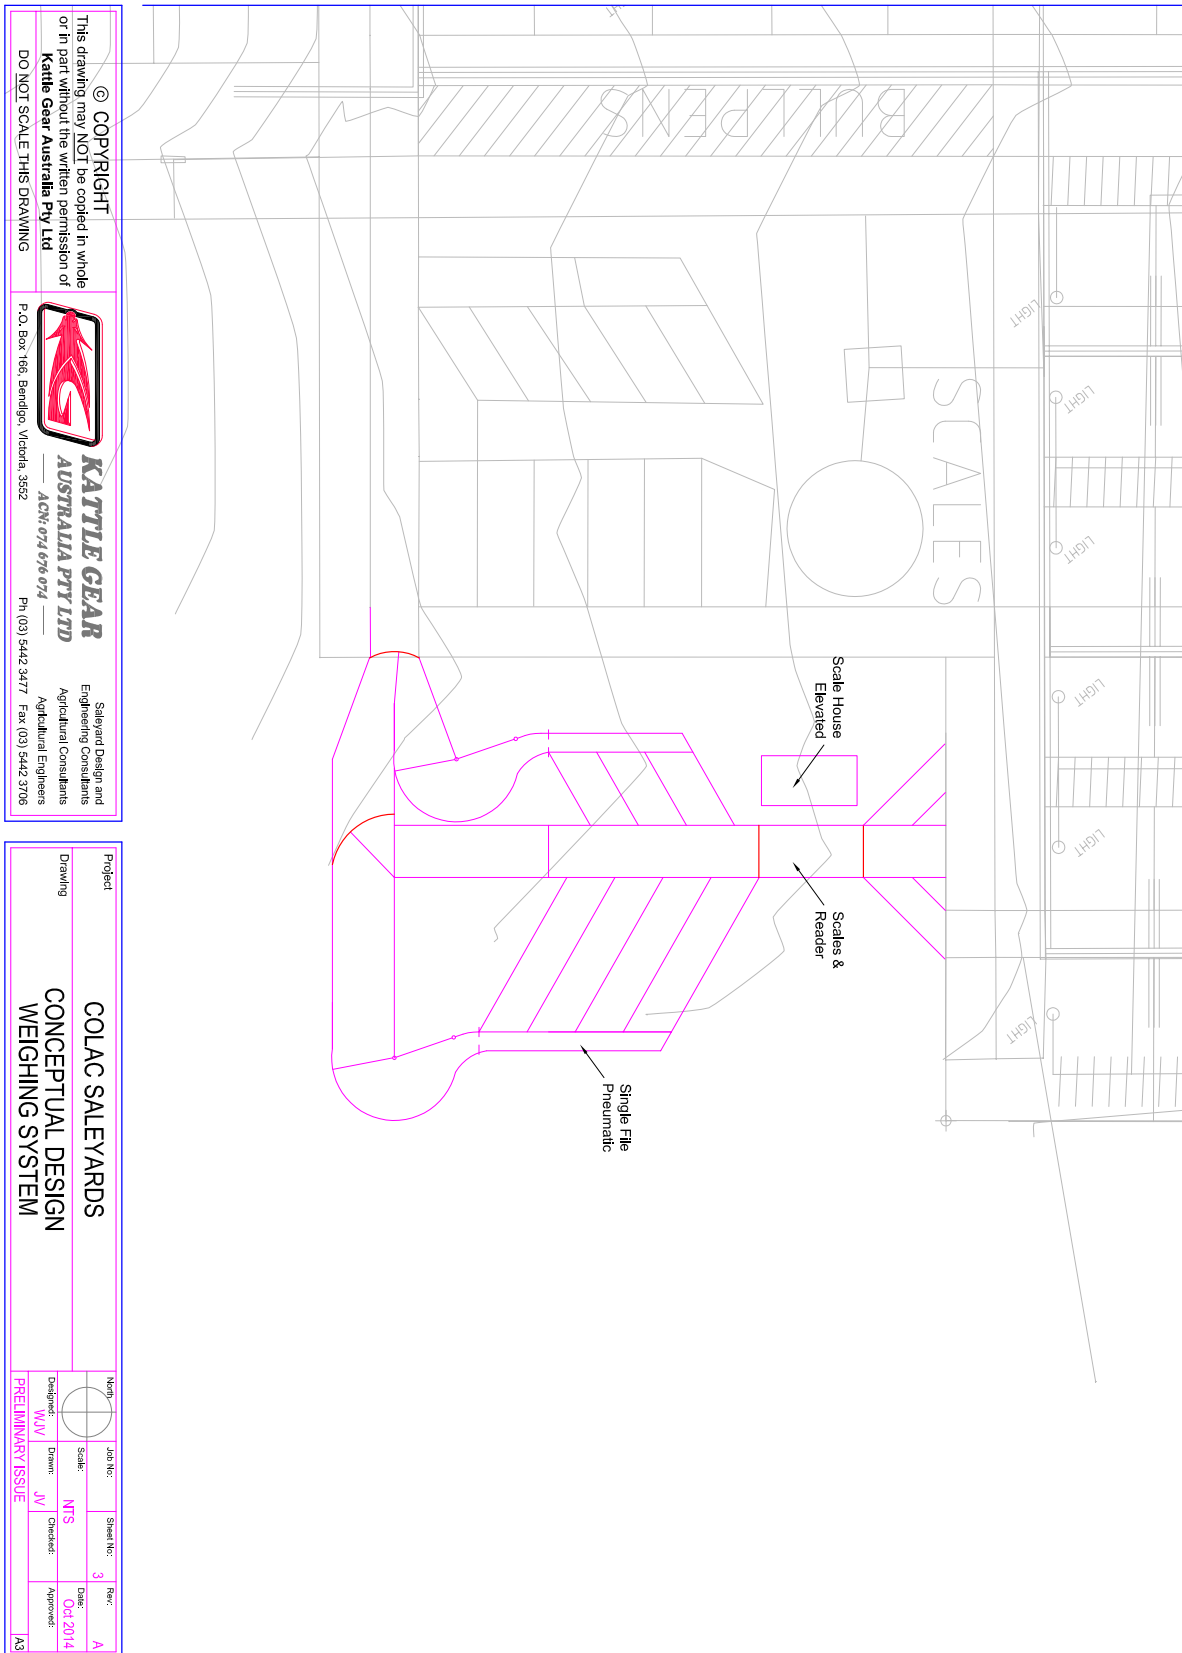 BULLPENS
SCALES
LIGHT
LIGHT
LIGHT
LIGHT
LIGHT
LIGHT
Scale House
Elevated
Scales &
Reader
Single File
Pneumatic
© COPYRIGHT
This drawing may NOT be copied in whole
or in part without the written permission of
Kattle Gear Australia Pty Ltd
DO NOT SCALE THIS DRAWING
KG
KATTLE GEAR
AUSTRALIA PTY LTD
ACN: 074 676 074
Saleyard Design and
Engineering Consultants
Agricultural Consultants
Agricultural Engineers
P.O. Box 166, Bendigo, Victoria, 3552
Ph (03) 5442 3477 Fax (03) 5442 3706
Project
COLAC SALEYARDS
Drawing
CONCEPTUAL DESIGN
WEIGHING SYSTEM
North
Job No:
Sheet No: 3
Rev: A
Scale: NTS
Date: Oct 2014
Designed: WJV
Drawn: JV
Checked:
Approved:
PRELIMINARY ISSUE
A3